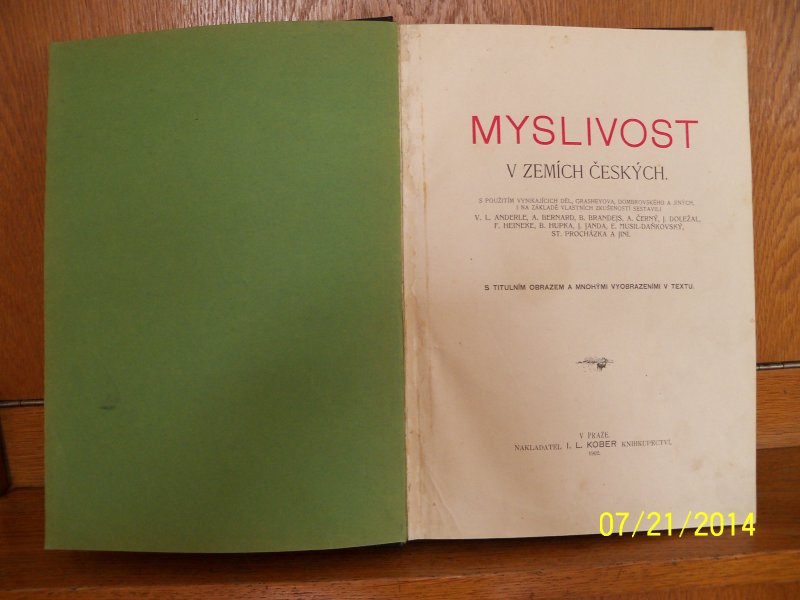 MYSLIVOST
V ZEMÍCH ČESKÝCH.
S POUŽITÍM VYNIKAJÍCÍCH DĚL, GRASHEYOVA, DOMBROVSKÉHO A JINÝCH,
I NA ZÁKLADĚ VLASTNÍCH ZKUŠENOSTÍ SESTAVILI
V. L. ANDERLE, A. BERNARD, B. BRANDEJS, A. ČERNÝ, J. DOLEŽAL,
F. HEINEKE, B. HUPKA, J. JANDA, E. MUSIL-DAŇKOVSKÝ,
ST. PROCHÁZKA A JINÍ.
S TITULNÍM OBRAZEM A MNOHÝMI VYOBRAZENÍMI V TEXTU.
V PRAZE.
NAKLADATEL I. L. KOBER KNIHKUPECTVÍ.
1902.
07/21/2014